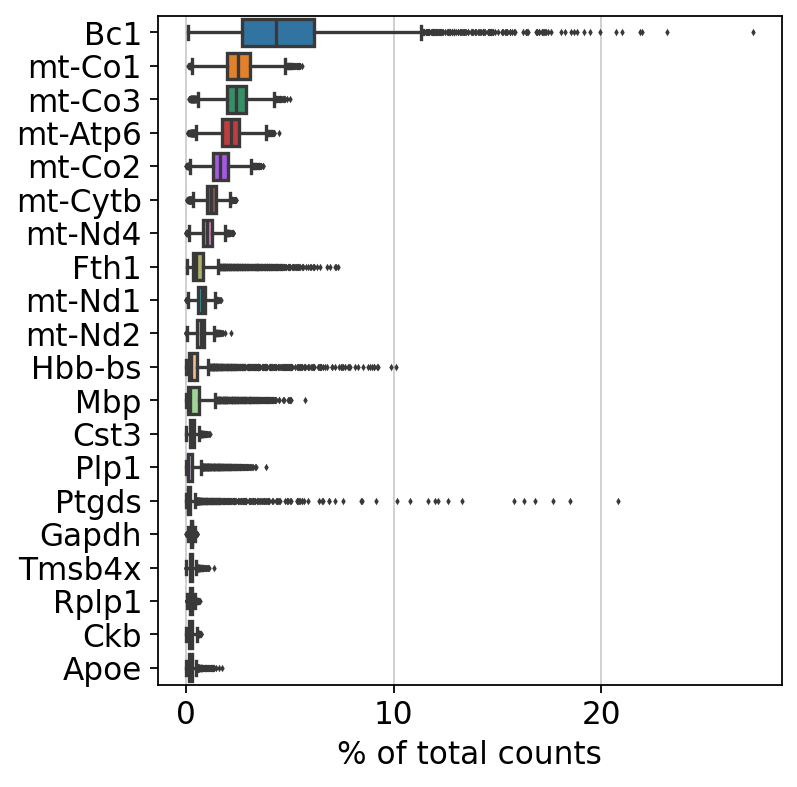 Bc1
mt-Co1
mt-Co3
mt-Atp6
mt-Co2
mt-Cytb
mt-Nd4
Fth1
mt-Nd1
mt-Nd2
Hbb-bs
Mbp
Cst3
Plp1
Ptgds
Gapdh
Tmsb4x
Rplp1
Ckb
Apoe
0 10 20
% of total counts